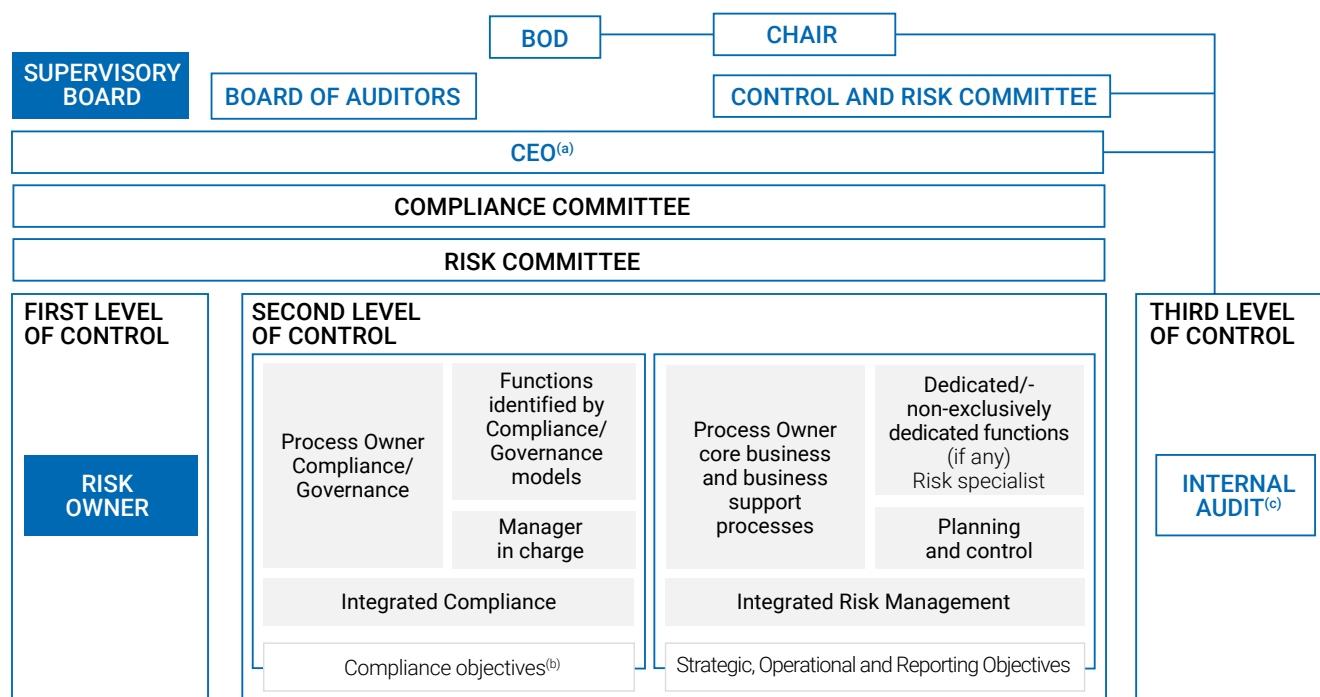 BOD
CHAIR
SUPERVISORY
BOARD
BOARD OF AUDITORS
CONTROL AND RISK COMMITTEE
CEO(a)
COMPLIANCE COMMITTEE
RISK COMMITTEE
FIRST LEVEL
OF CONTROL
RISK
OWNER
SECOND LEVEL
OF CONTROL
Process Owner
Compliance/
Governance
Functions
identified by
Compliance/
Governance
models
Manager
in charge
Integrated Compliance
Compliance objectives(b)
Process Owner
core business
and business
support
processes
Dedicated/-
non-exclusively
dedicated functions
(if any)
Risk specialist
Planning
and control
Integrated Risk Management
Strategic, Operational and Reporting Objectives
THIRD LEVEL
OF CONTROL
INTERNAL
AUDIT(c)